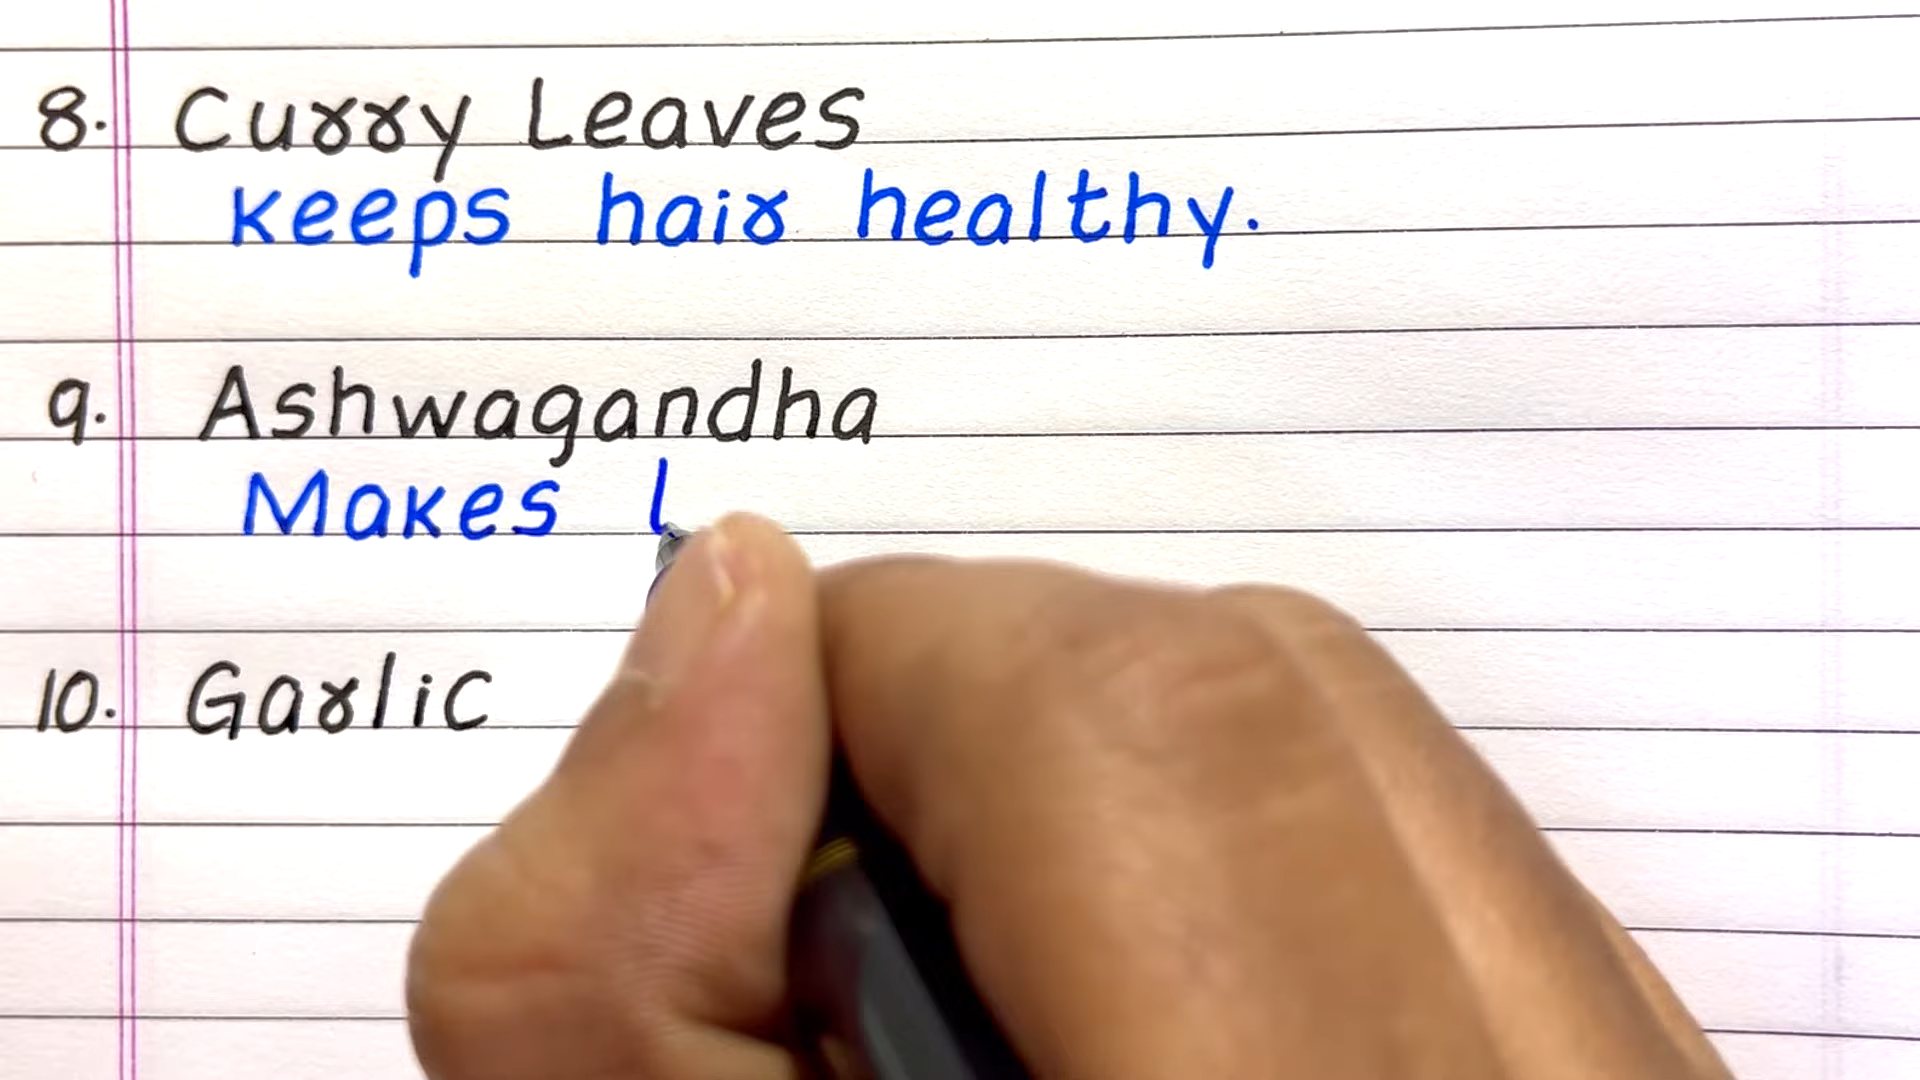 8. Curry Leaves
keeps hair healthy.
9. Ashwagandha
Makes
10. Garlic